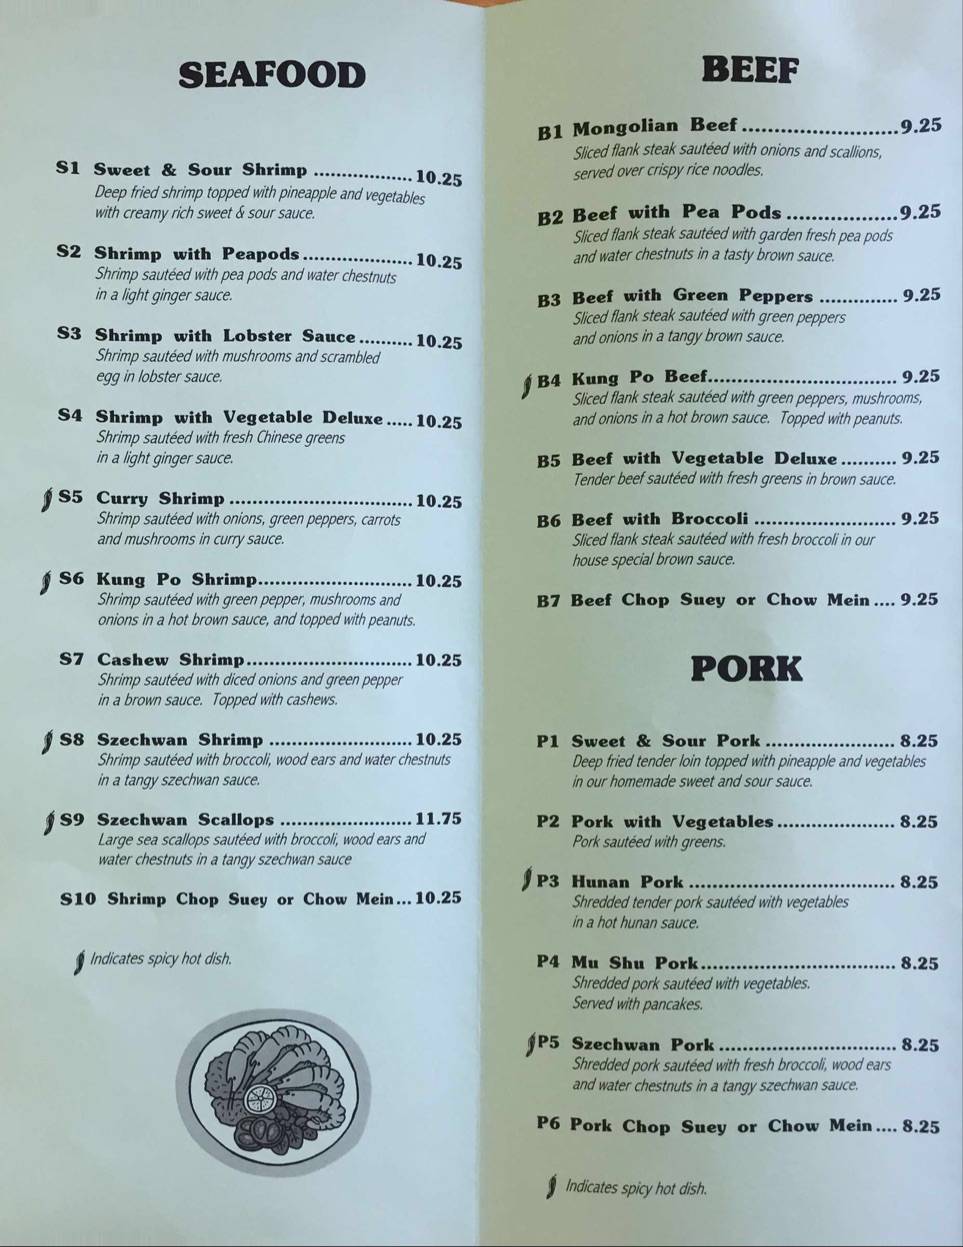 SEAFOOD
S1 Sweet & Sour Shrimp ................. 10.25
Deep fried shrimp topped with pineapple and vegetables
with creamy rich sweet & sour sauce.
S2 Shrimp with Peapods ................... 10.25
Shrimp sautéed with pea pods and water chestnuts
in a light ginger sauce.
S3 Shrimp with Lobster Sauce .......... 10.25
Shrimp sautéed with mushrooms and scrambled
egg in lobster sauce.
S4 Shrimp with Vegetable Deluxe ..... 10.25
Shrimp sautéed with fresh Chinese greens
in a light ginger sauce.
S5 Curry Shrimp ................................ 10.25
Shrimp sautéed with onions, green peppers, carrots
and mushrooms in curry sauce.
S6 Kung Po Shrimp........................... 10.25
Shrimp sautéed with green pepper, mushrooms and
onions in a hot brown sauce, and topped with peanuts.
S7 Cashew Shrimp............................. 10.25
Shrimp sautéed with diced onions and green pepper
in a brown sauce. Topped with cashews.
S8 Szechwan Shrimp ......................... 10.25
Shrimp sautéed with broccoli, wood ears and water chestnuts
in a tangy szechwan sauce.
S9 Szechwan Scallops ....................... 11.75
Large sea scallops sautéed with broccoli, wood ears and
water chestnuts in a tangy szechwan sauce
S10 Shrimp Chop Suey or Chow Mein... 10.25
Indicates spicy hot dish.
BEEF
B1 Mongolian Beef ........................ 9.25
Sliced flank steak sautéed with onions and scallions,
served over crispy rice noodles.
B2 Beef with Pea Pods ................. 9.25
Sliced flank steak sautéed with garden fresh pea pods
and water chestnuts in a tasty brown sauce.
B3 Beef with Green Peppers .............. 9.25
Sliced flank steak sautéed with green peppers
and onions in a tangy brown sauce.
B4 Kung Po Beef................................. 9.25
Sliced flank steak sautéed with green peppers, mushrooms,
and onions in a hot brown sauce. Topped with peanuts.
B5 Beef with Vegetable Deluxe .......... 9.25
Tender beef sautéed with fresh greens in brown sauce.
B6 Beef with Broccoli ......................... 9.25
Sliced flank steak sautéed with fresh broccoli in our
house special brown sauce.
B7 Beef Chop Suey or Chow Mein .... 9.25
PORK
P1 Sweet & Sour Pork ....................... 8.25
Deep fried tender loin topped with pineapple and vegetables
in our homemade sweet and sour sauce.
P2 Pork with Vegetables ..................... 8.25
Pork sautéed with greens.
P3 Hunan Pork .................................... 8.25
Shredded tender pork sautéed with vegetables
in a hot hunan sauce.
P4 Mu Shu Pork.................................. 8.25
Shredded pork sautéed with vegetables.
Served with pancakes.
P5 Szechwan Pork ............................... 8.25
Shredded pork sautéed with fresh broccoli, wood ears
and water chestnuts in a tangy szechwan sauce.
P6 Pork Chop Suey or Chow Mein .... 8.25
Indicates spicy hot dish.